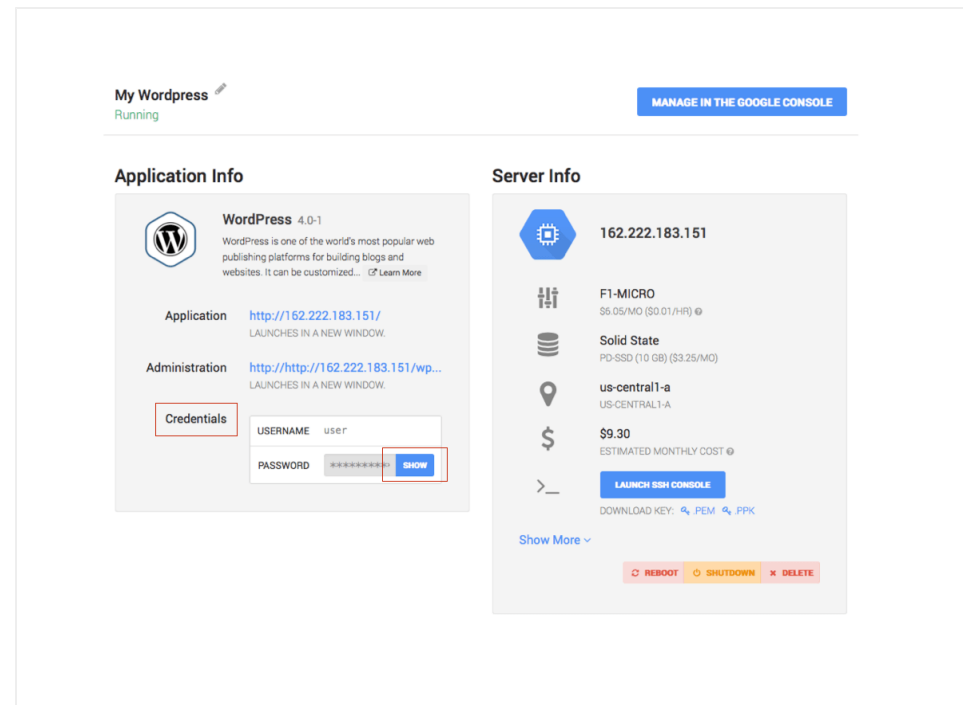 My Wordpress
Running
MANAGE IN THE GOOGLE CONSOLE
Application Info
WordPress 4.0-1
WordPress is one of the world's most popular web
publishing platforms for building blogs and
websites. It can be customized... Learn More
Application http://162.222.183.151/
LAUNCHES IN A NEW WINDOW.
Administration http://http://162.222.183.151/wp...
LAUNCHES IN A NEW WINDOW.
Credentials
USERNAME user
PASSWORD ********** SHOW
Server Info
162.222.183.151
F1-MICRO
$6.05/MO ($0.01/HR)
Solid State
PD-SSD (10 GB) ($3.25/MO)
us-central1-a
US-CENTRAL1-A
$9.30
ESTIMATED MONTHLY COST
LAUNCH SSH CONSOLE
DOWNLOAD KEY: .PEM .PPK
Show More
REBOOT SHUTDOWN DELETE